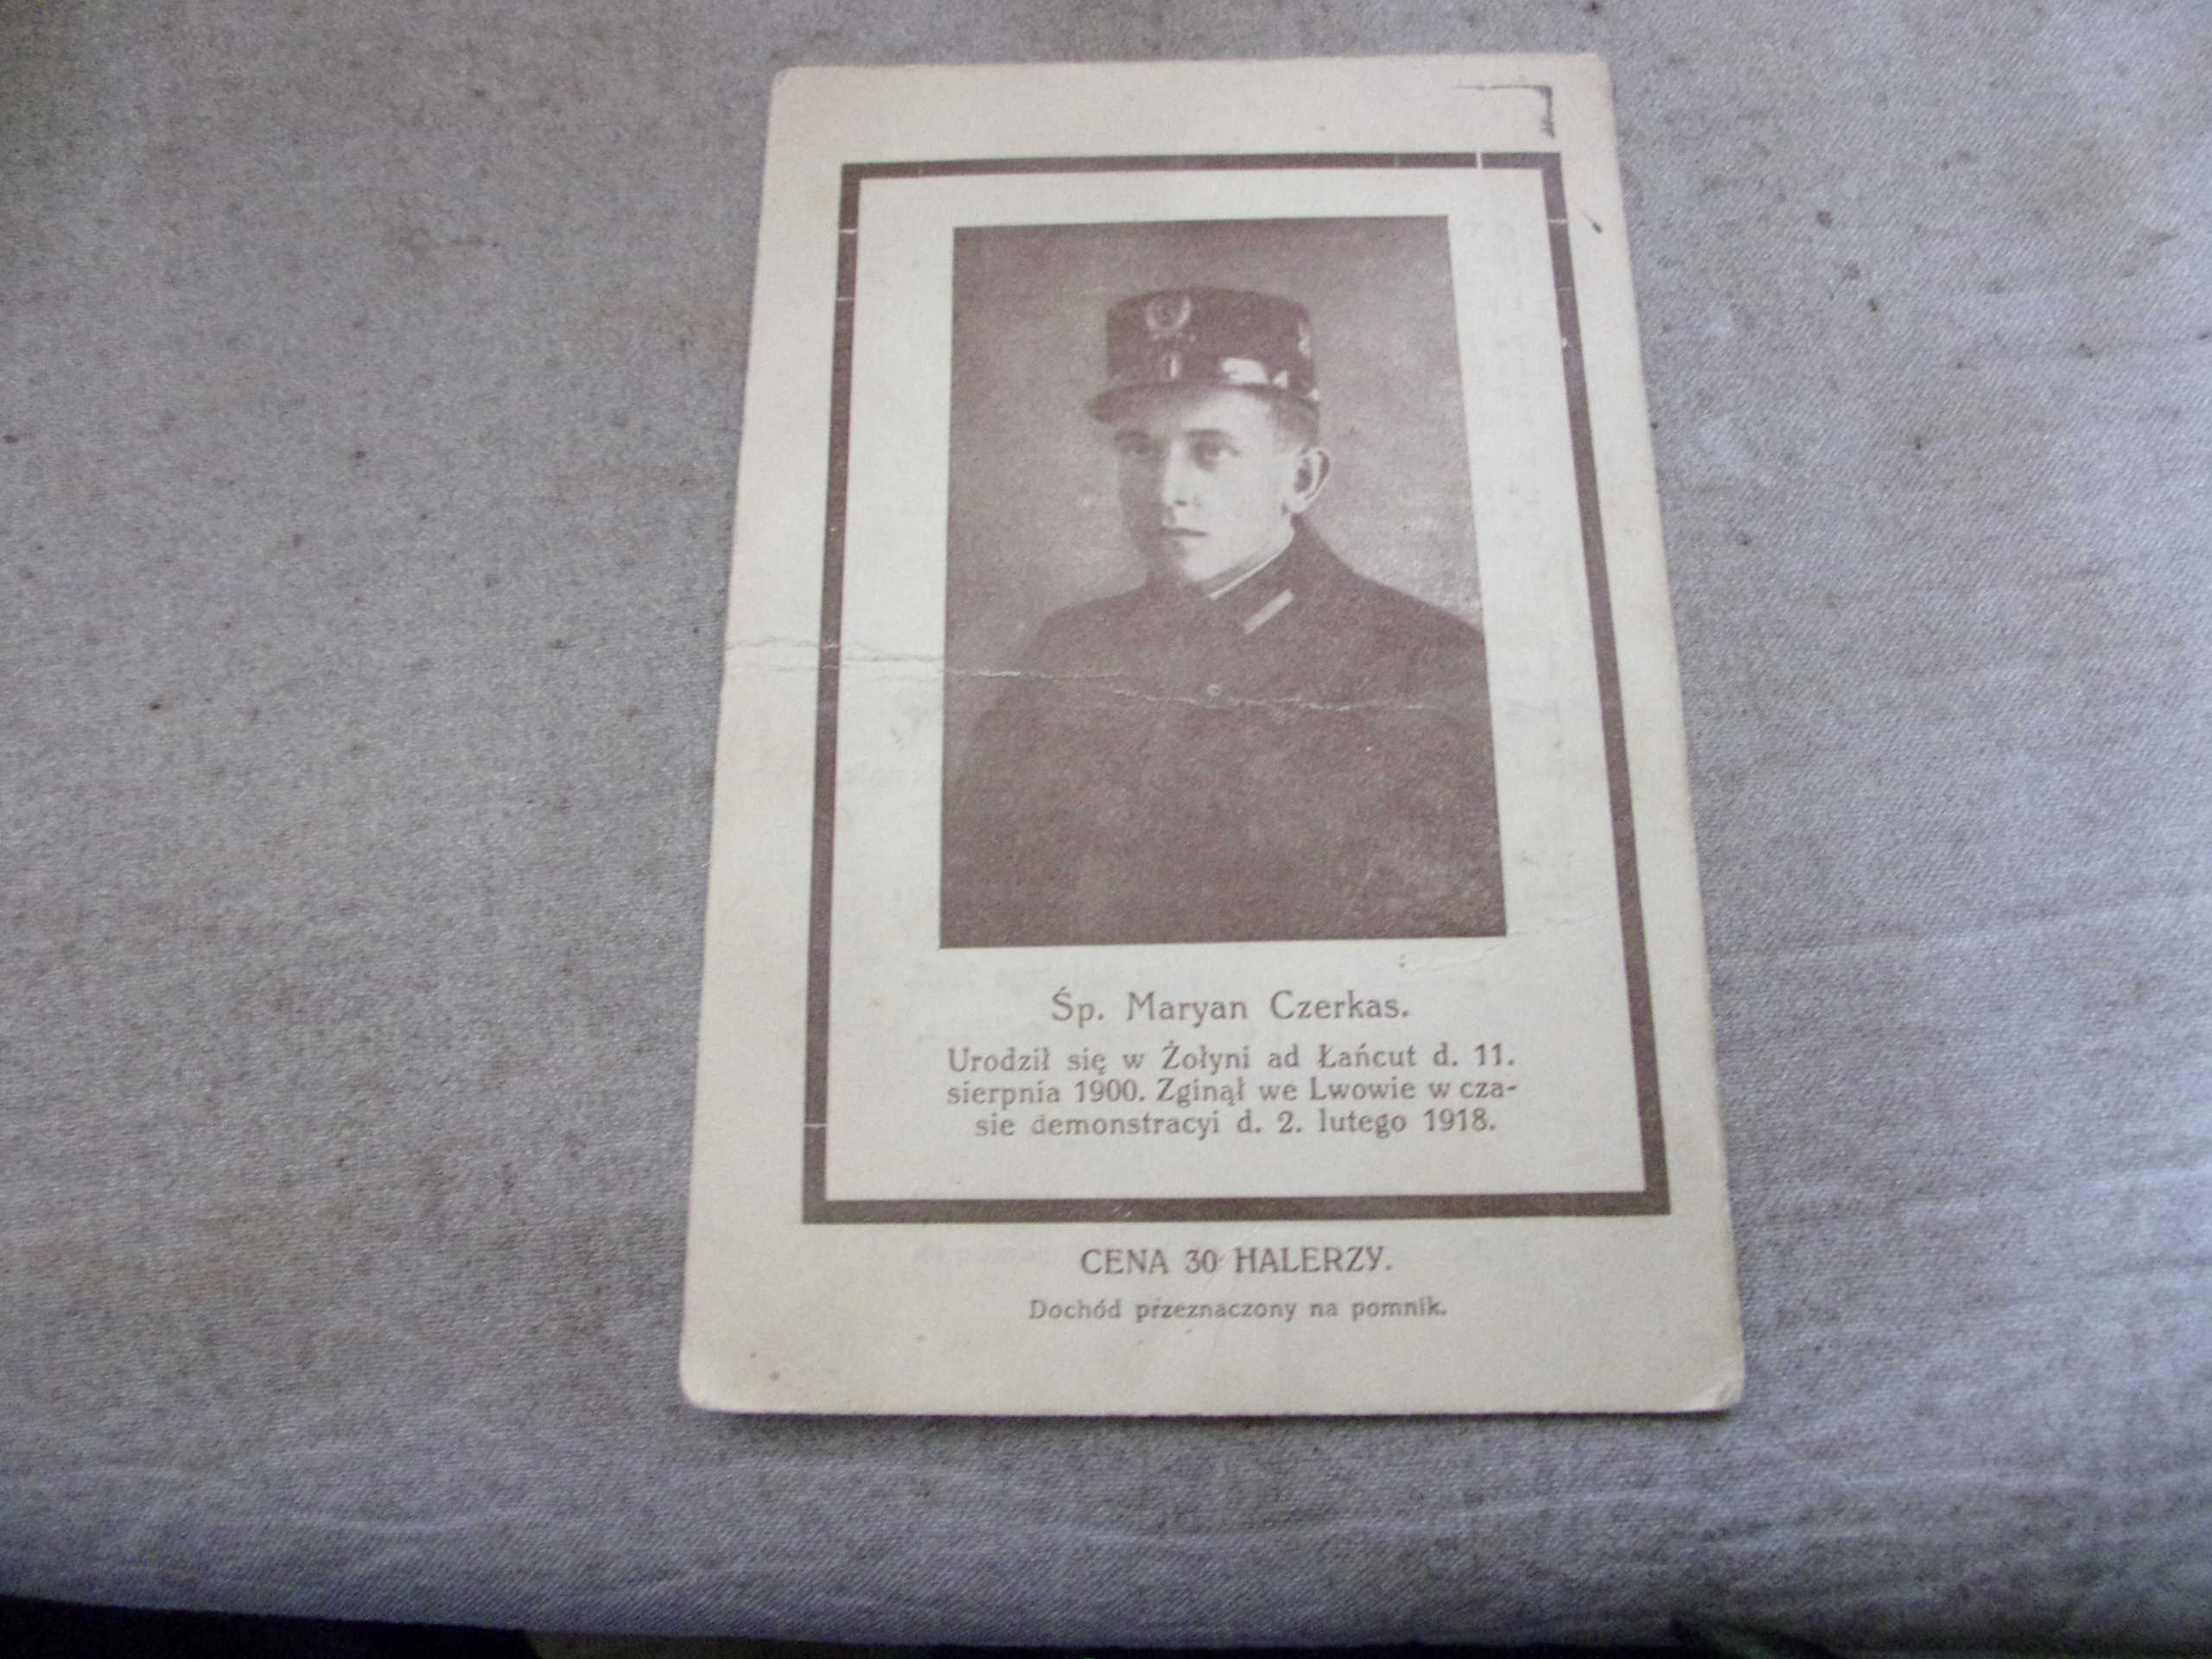 Śp. Maryan Czerkas.
Urodził się w Żołyni ad Łańcut d. 11.
sierpnia 1900. Zginął we Lwowie w cza-
sie demonstracyi d. 2. lutego 1918.
CENA 30 HALERZY.
Dochód przeznaczony na pomnik.